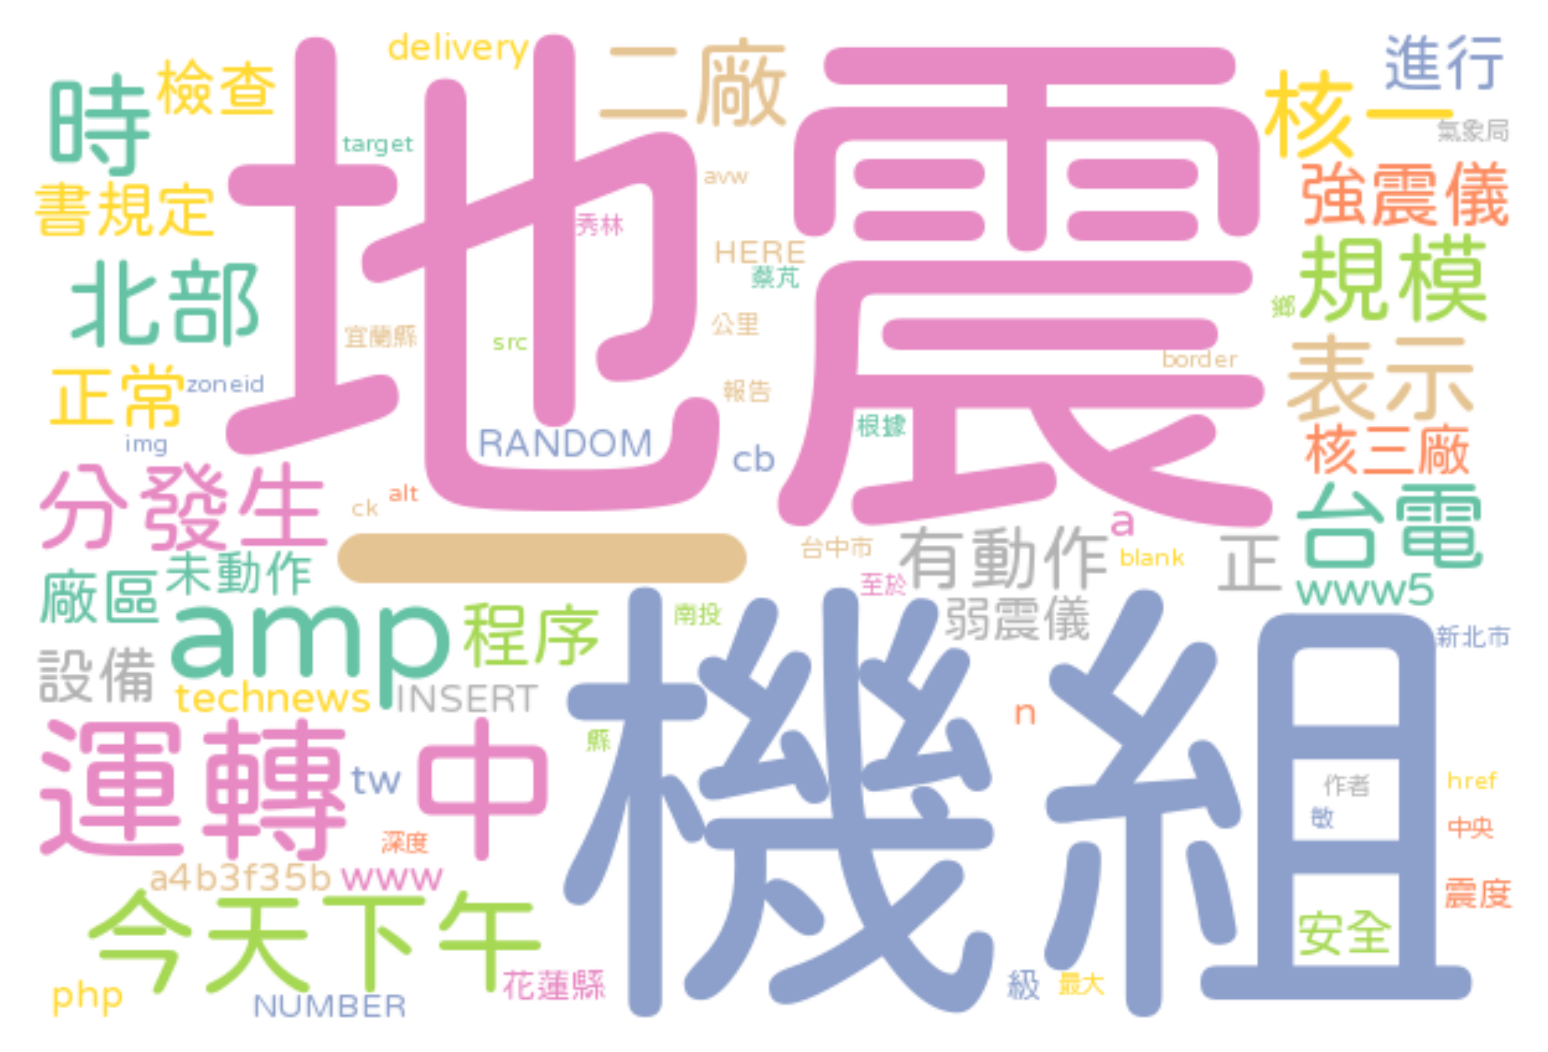 delivery
二廠
進行
時
檢查
地震
核一
氣象局
target
avw
強震儀
書規定
秀林
HERE
蔡芃
規模
鄉
北部
宜蘭縣
src
公里
border
表示
正常
zoneid
報告
img
RANDOM
cb
根據
核三廠
分發生
ck
alt
a
台電
一
台中市
有動作
blank
正
www5
廠區
未動作
至於
amp
程序
南投
弱震儀
新北市
設備
technews
INSERT
機組
n
運轉
tw
中
縣
作者
href
敏
中央
深度
a4b3f35b
www
震度
今天下午
安全
php
NUMBER
花蓮縣
級
最大